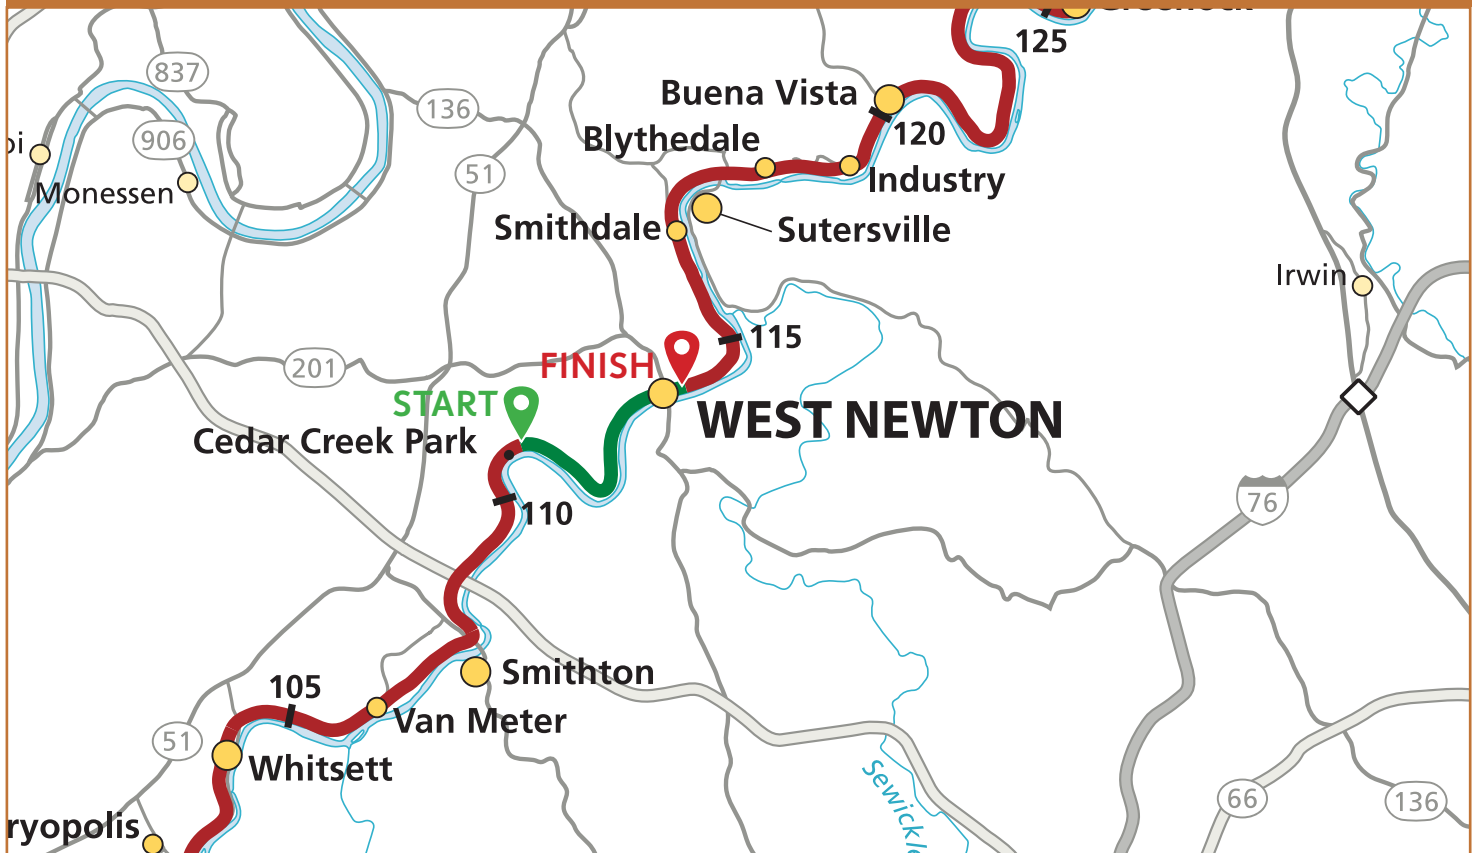 125
837
Buena Vista
136
120
906
Blythedale
51
Industry
Monessen
Smithdale
Sutersville
Irwin
115
FINISH
201
START
WEST NEWTON
Cedar Creek Park
76
110
Smithton
105
Van Meter
51
Whitsett
66
136
ryopolis
Sewickle